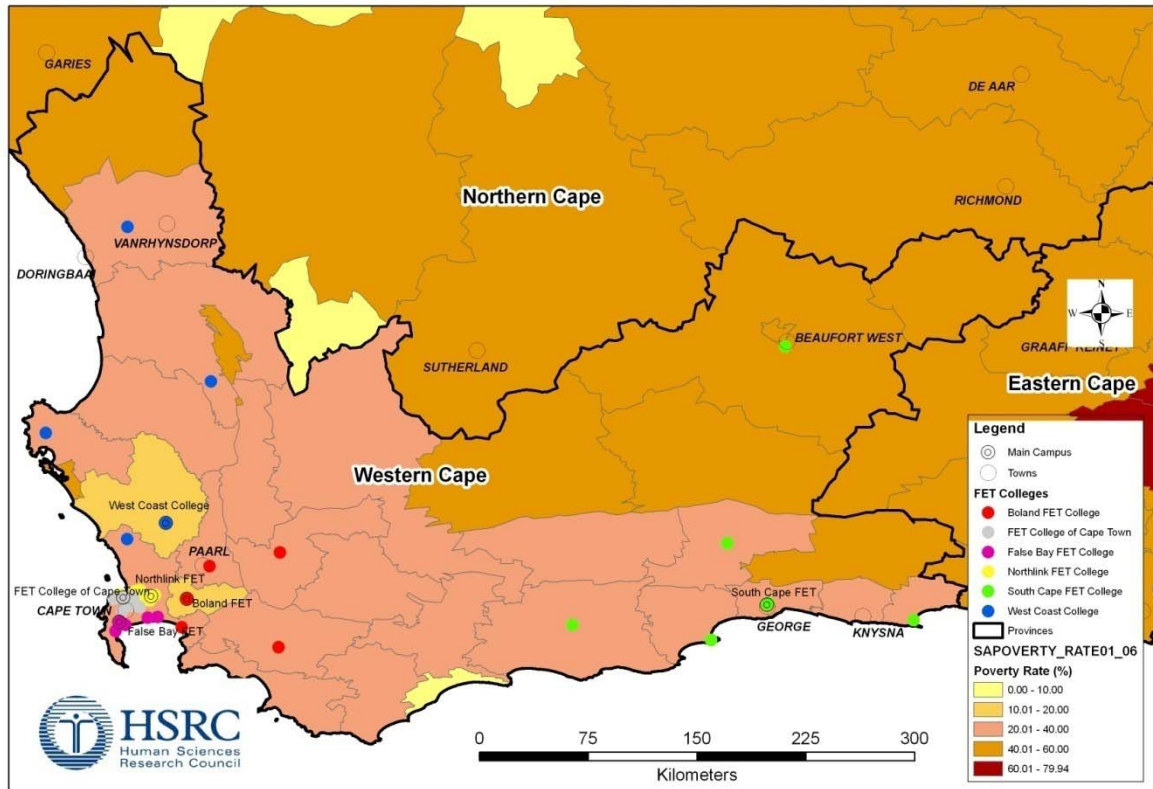 GARIES
DE AAR
Northern Cape
RICHMOND
VANRHYNSDORP
DORINGBAAI
N
W E
S
BEAUFORT WEST
SUTHERLAND
GRAAFF REINET
Eastern Cape
Western Cape
West Coast College
PAARL
Northlink FET
FET College of Cape Town
Boland FET
CAPE TOWN
False Bay FET
South Cape FET
GEORGE
KNYSNA
Legend
Main Campus
Towns
FET Colleges
Boland FET College
FET College of Cape Town
False Bay FET College
Northlink FET College
South Cape FET College
West Coast College
Provinces
SAPOVERTY_RATE01_06
Poverty Rate (%)
0.00 - 10.00
10.01 - 20.00
20.01 - 40.00
40.01 - 60.00
60.01 - 79.94
HSRC
Human Sciences
Research Council
0 75 150 225 300
Kilometers